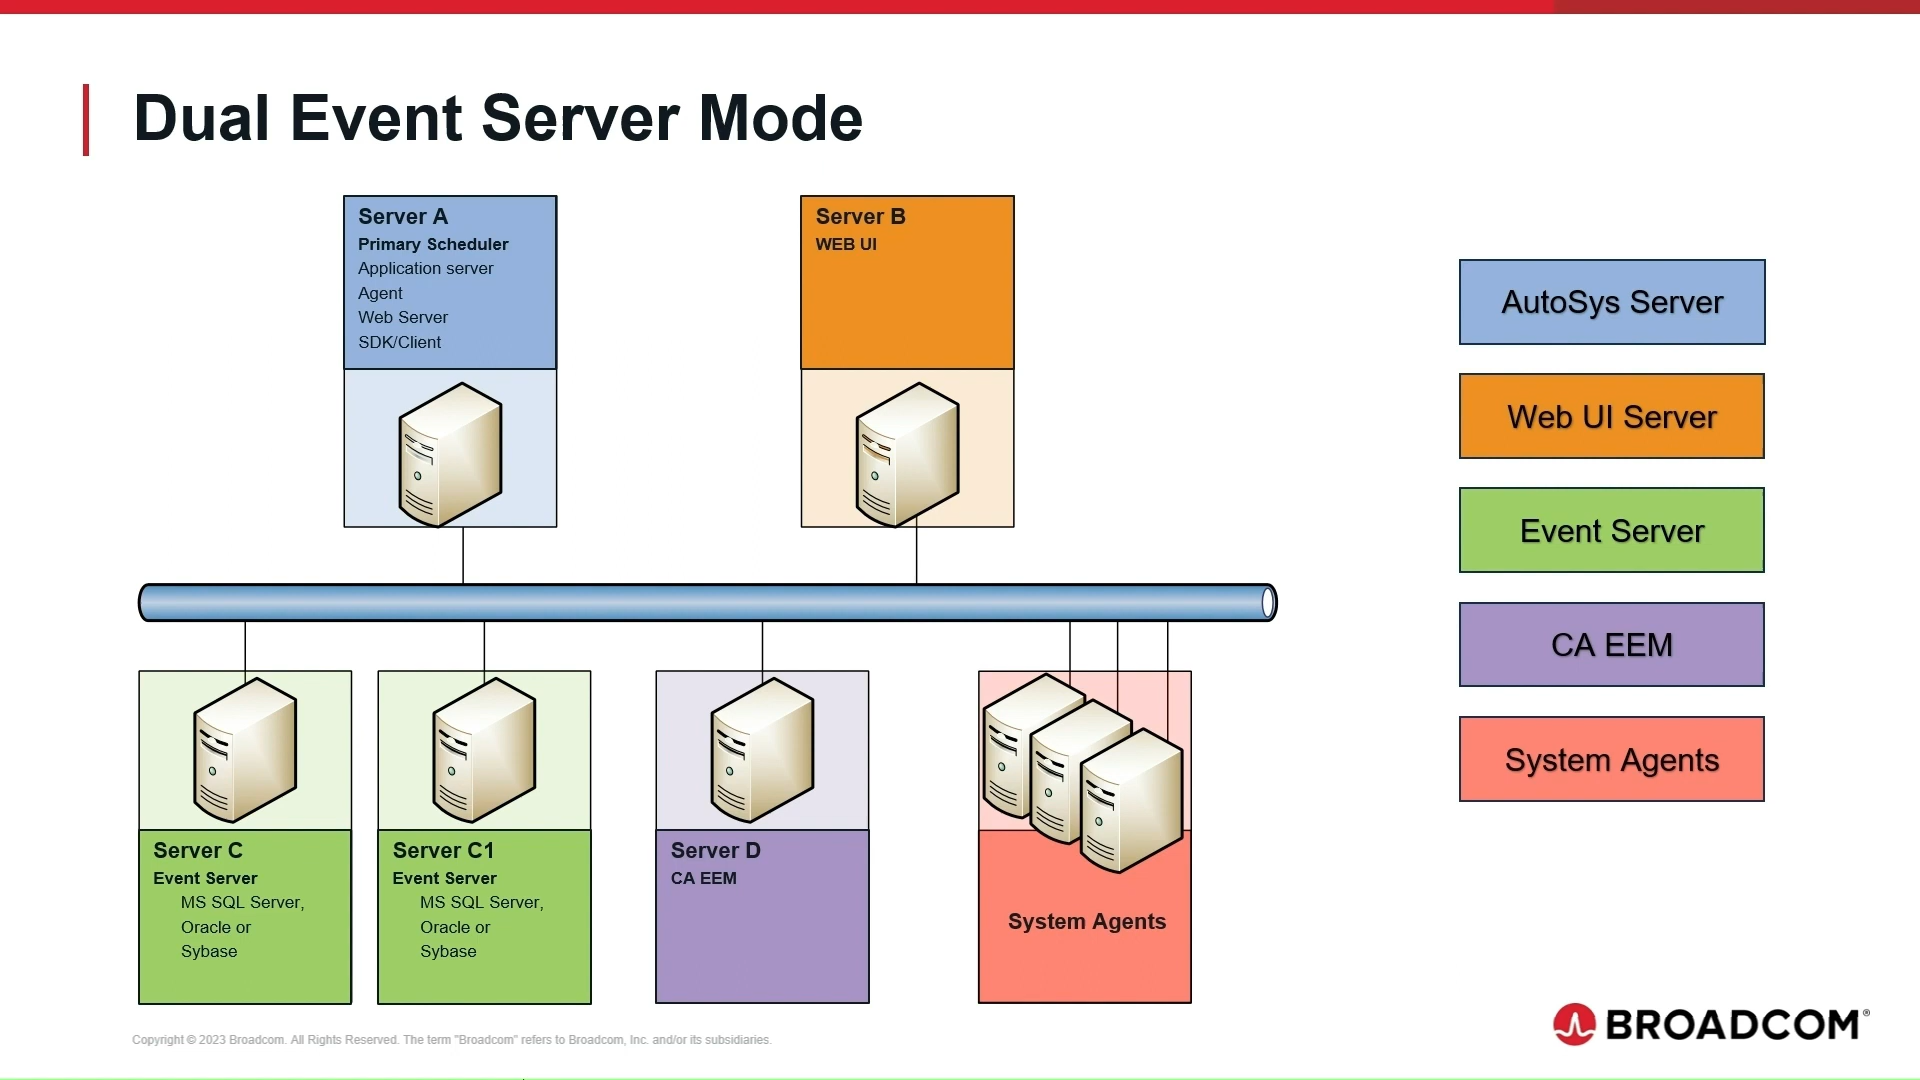 Dual Event Server Mode
Server A
Primary Scheduler
Application server
Agent
Web Server
SDK/Client
Server B
WEB UI
AutoSys Server
Web UI Server
Event Server
CA EEM
System Agents
Server C
Event Server
MS SQL Server,
Oracle or
Sybase
Server C1
Event Server
MS SQL Server,
Oracle or
Sybase
Server D
CA EEM
System Agents
Copyright © 2023 Broadcom. All Rights Reserved. The term "Broadcom" refers to Broadcom, Inc. and/or its subsidiaries.
BROADCOM®